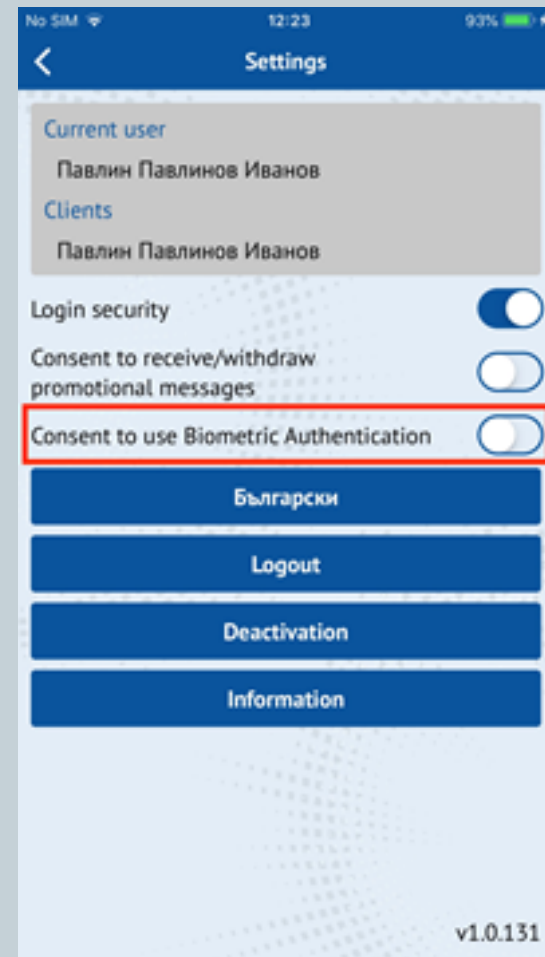 No SIM 12:23 93%
Settings
Current user
Павлин Павлинов Иванов
Clients
Павлин Павлинов Иванов
Login security
Consent to receive/withdraw
promotional messages
Consent to use Biometric Authentication
Български
Logout
Deactivation
Information
v1.0.131